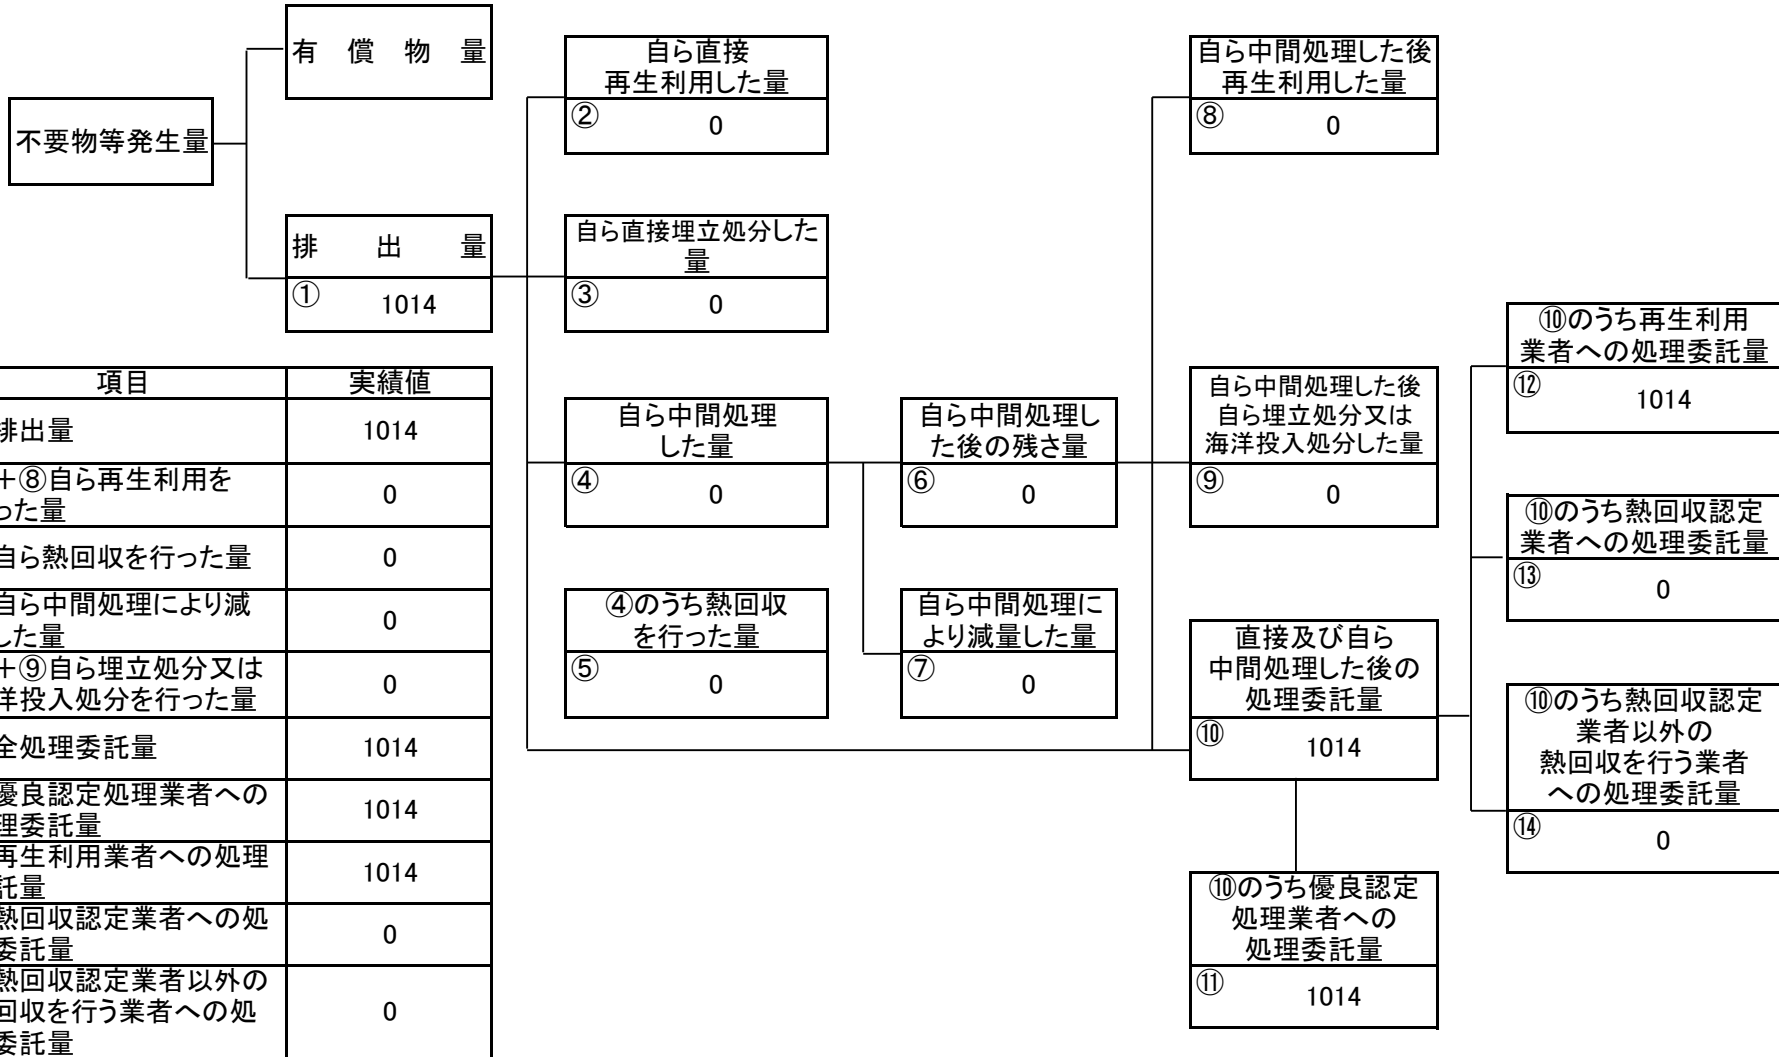 有償物量
不要物等発生量
排出量
① 1014
自ら直接
再生利用した量
② 0
自ら直接埋立処分した
量
③ 0
自ら中間処理
した量
④ 0
④のうち熱回収
を行った量
⑤ 0
自ら中間処理し
た後の残さ量
⑥ 0
自ら中間処理に
より減量した量
⑦ 0
自ら中間処理した後
再生利用した量
⑧ 0
自ら中間処理した後
自ら埋立処分又は
海洋投入処分した量
⑨ 0
直接及び自ら
中間処理した後の
処理委託量
⑩ 1014
⑩のうち優良認定
処理業者への
処理委託量
⑪ 1014
⑩のうち再生利用
業者への処理委託量
⑫ 1014
⑩のうち熱回収認定
業者への処理委託量
⑬ 0
⑩のうち熱回収認定
業者以外の
熱回収を行う業者
への処理委託量
⑭ 0
項目 実績値
排出量 1014
+⑧自ら再生利用を
った量 0
自ら熱回収を行った量 0
自ら中間処理により減
した量 0
+⑨自ら埋立処分又は
洋投入処分を行った量 0
全処理委託量 1014
優良認定処理業者への
理委託量 1014
再生利用業者への処理
託量 1014
熱回収認定業者への処
委託量 0
熱回収認定業者以外の
回収を行う業者への処
委託量 0